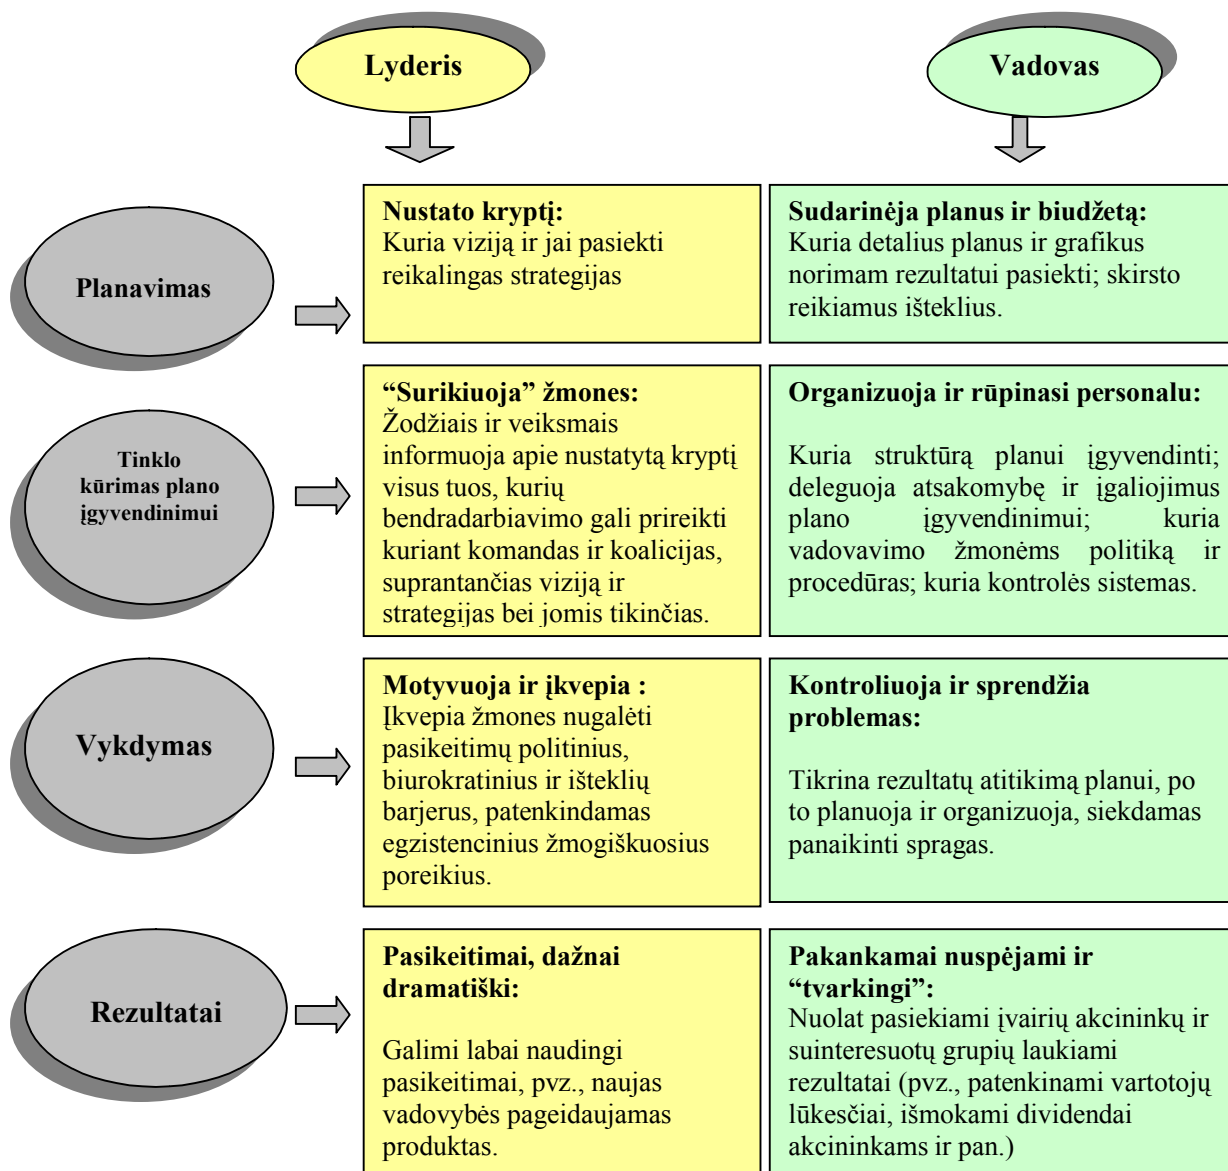 Lyderis
Vadovas
Planavimas
Nustato kryptį:
Kuria viziją ir jai pasiekti
reikalingas strategijas
Sudarinėja planus ir biudžetą:
Kuria detalius planus ir grafikus
norimam rezultatui pasiekti; skirsto
reikiamus išteklius.
Tinklo
kūrimas plano
įgyvendinimui
“Surikiuoja” žmones:
Žodžiais ir veiksmais
informuoja apie nustatytą kryptį
visus tuos, kurių
bendradarbiavimo gali prireikti
kuriant komandas ir koalicijas,
suprantančias viziją ir
strategijas bei jomis tikinčias.
Organizuoja ir rūpinasi personalu:
Kuria struktūrą planui įgyvendinti;
deleguoja atsakomybę ir įgaliojimus
plano įgyvendinimui; kuria
vadovavimo žmonėms politiką ir
procedūras; kuria kontrolės sistemas.
Vykdymas
Motyvuoja ir įkvepia :
Įkvepia žmones nugalėti
pasikeitimų politinius,
biurokratinius ir išteklių
barjerus, patenkindamas
egzistencinius žmogiškuosius
poreikius.
Kontroliuoja ir sprendžia
problemas:
Tikrina rezultatų atitikimą planui, po
to planuoja ir organizuoja, siekdamas
panaikinti spragas.
Rezultatai
Pasikeitimai, dažnai
dramatiški:
Galimi labai naudingi
pasikeitimai, pvz., naujas
vadovybės pageidaujamas
produktas.
Pakankamai nuspėjami ir
“tvarkingi”:
Nuolat pasiekiami įvairių akcininkų ir
suinteresuotų grupių laukiami
rezultatai (pvz., patenkinami vartotojų
lūkesčiai, išmokami dividendai
akcininkams ir pan.)